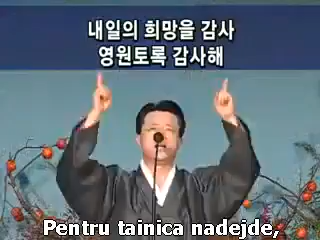 내일의 희망을 감사
영원토록 감사해
Pentru tainica nadejde,